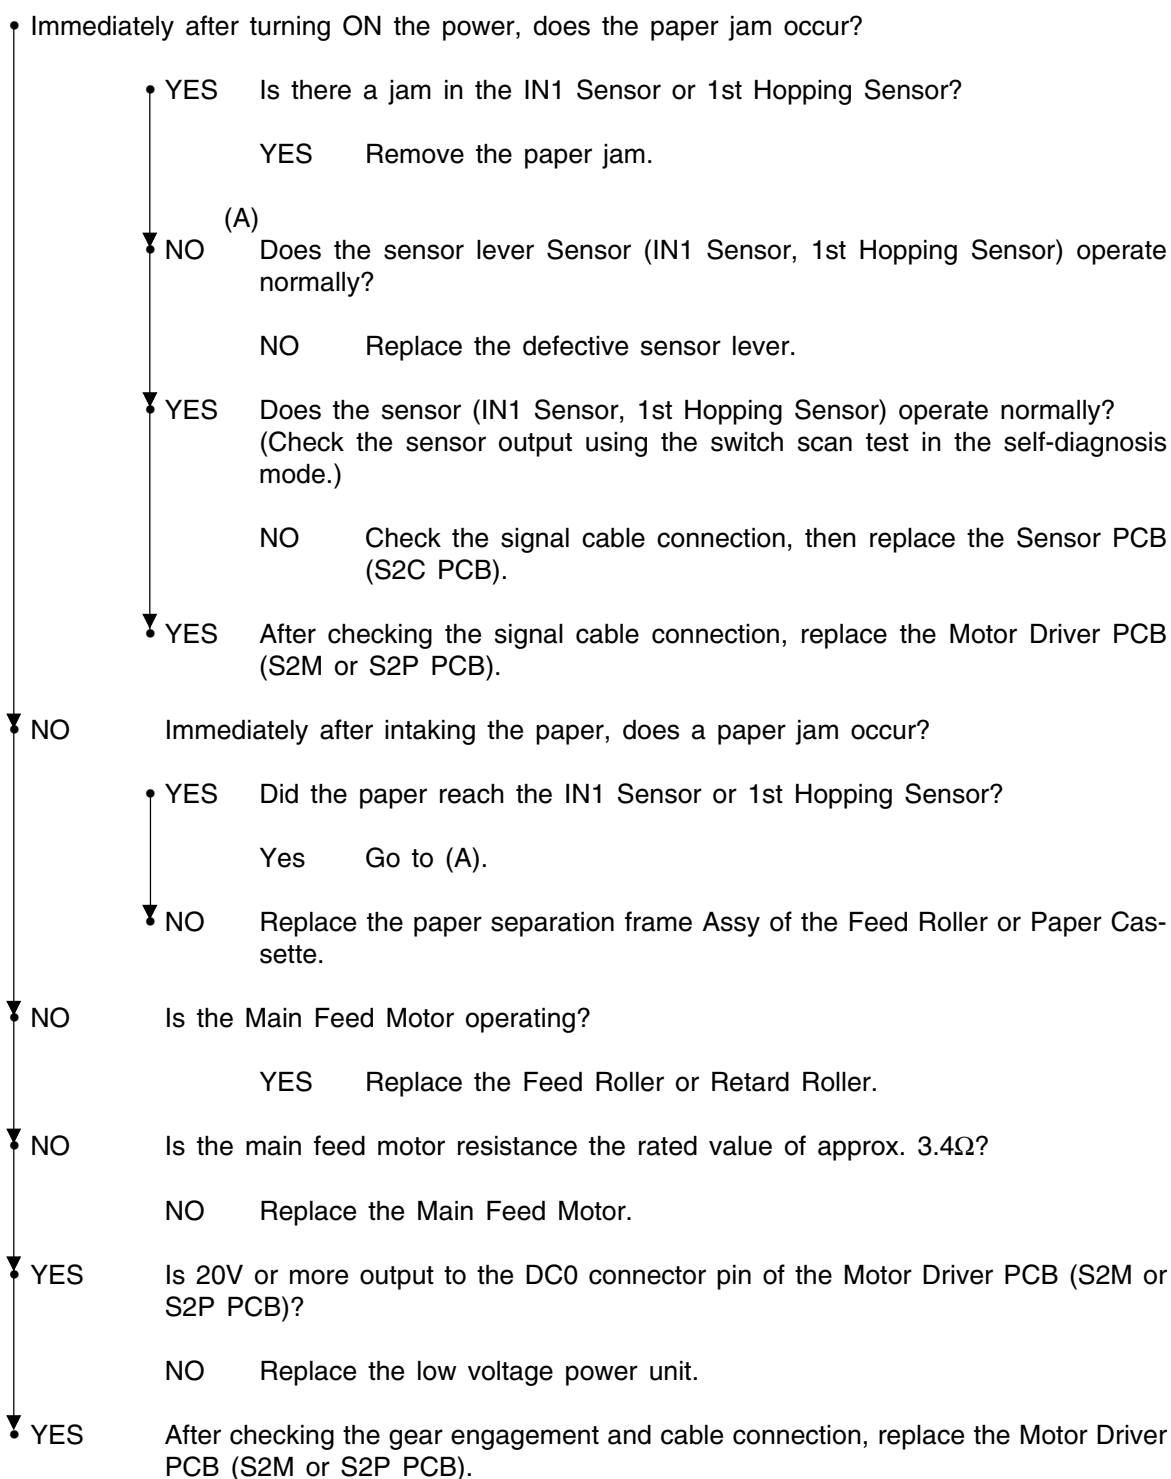 Immediately after turning ON the power, does the paper jam occur?
YES Is there a jam in the IN1 Sensor or 1st Hopping Sensor?
YES Remove the paper jam.
(A)
NO Does the sensor lever Sensor (IN1 Sensor, 1st Hopping Sensor) operate
normally?
NO Replace the defective sensor lever.
YES Does the sensor (IN1 Sensor, 1st Hopping Sensor) operate normally?
(Check the sensor output using the switch scan test in the self-diagnosis
mode.)
NO Check the signal cable connection, then replace the Sensor PCB
(S2C PCB).
YES After checking the signal cable connection, replace the Motor Driver PCB
(S2M or S2P PCB).
NO Immediately after intaking the paper, does a paper jam occur?
YES Did the paper reach the IN1 Sensor or 1st Hopping Sensor?
Yes Go to (A).
NO Replace the paper separation frame Assy of the Feed Roller or Paper Cas-
sette.
NO Is the Main Feed Motor operating?
YES Replace the Feed Roller or Retard Roller.
NO Is the main feed motor resistance the rated value of approx. 3.4Ω?
NO Replace the Main Feed Motor.
YES Is 20V or more output to the DC0 connector pin of the Motor Driver PCB (S2M or
S2P PCB)?
NO Replace the low voltage power unit.
YES After checking the gear engagement and cable connection, replace the Motor Driver
PCB (S2M or S2P PCB).